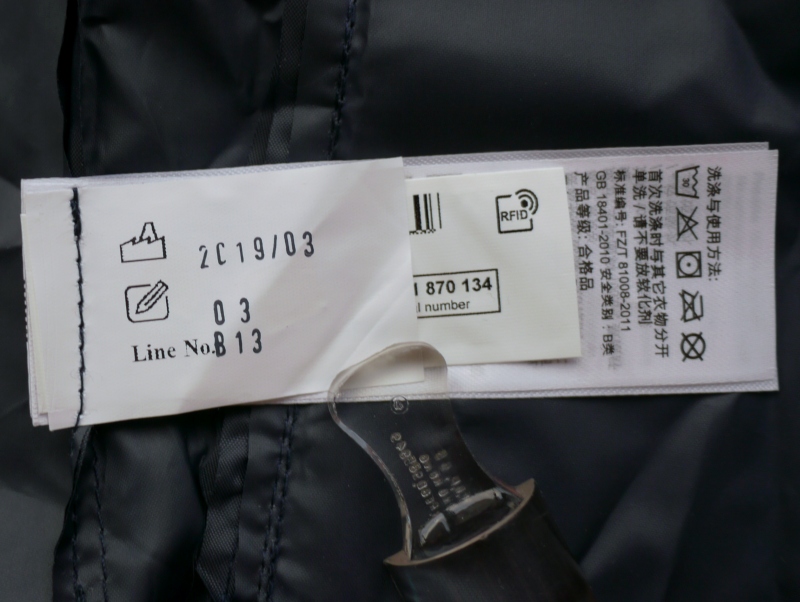 2019/03
03
Line No.B13
RFID
1 870 134
l number
洗涤与使用方法:
30
首次洗涤时与其它衣物分开
单洗/请不要放软化剂
标准编号: FZ/T 81008-2011
GB 18401-2010 安全类别: B类
产品等级: 合格品